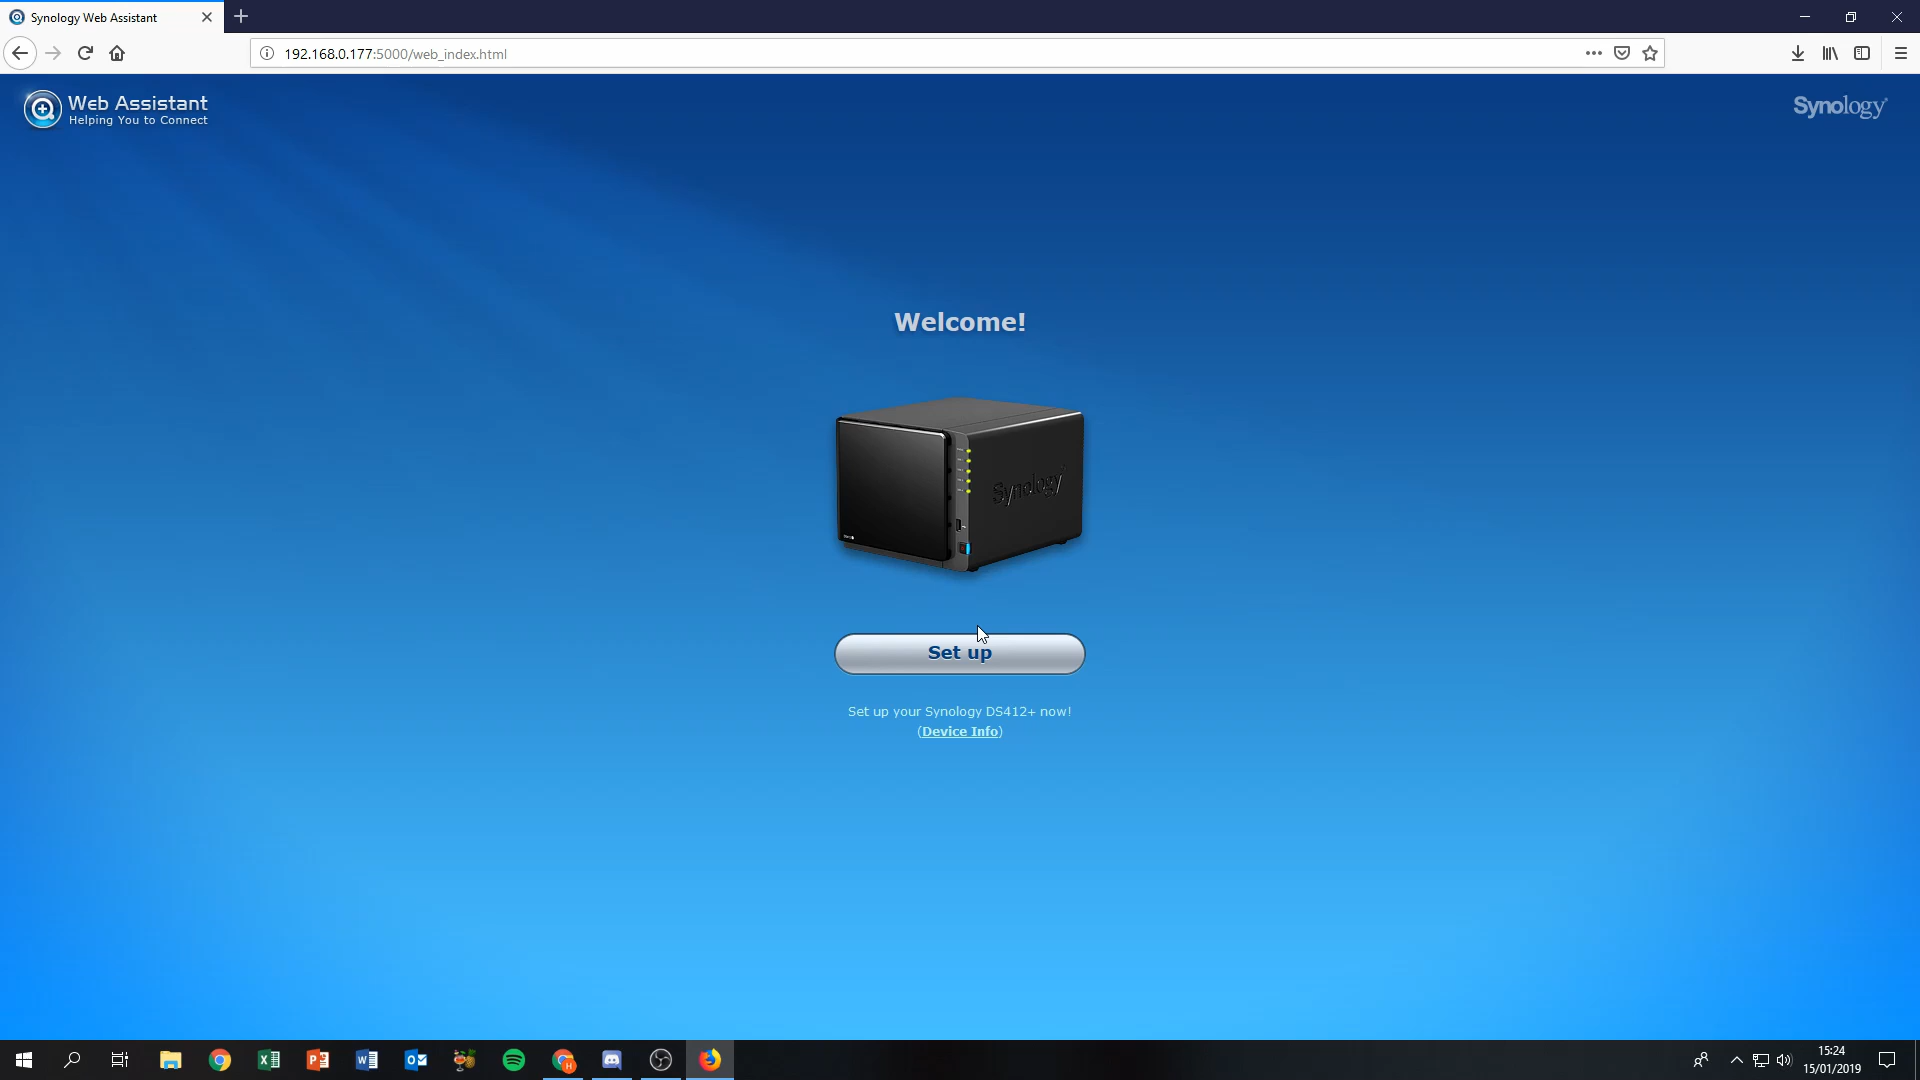 Synology Web Assistant
192.168.0.177:5000/web_index.html
Web Assistant
Helping You to Connect
Synology
Welcome!
Synology
Set up
Set up your Synology DS412+ now!
(Device Info)
15:24
15/01/2019